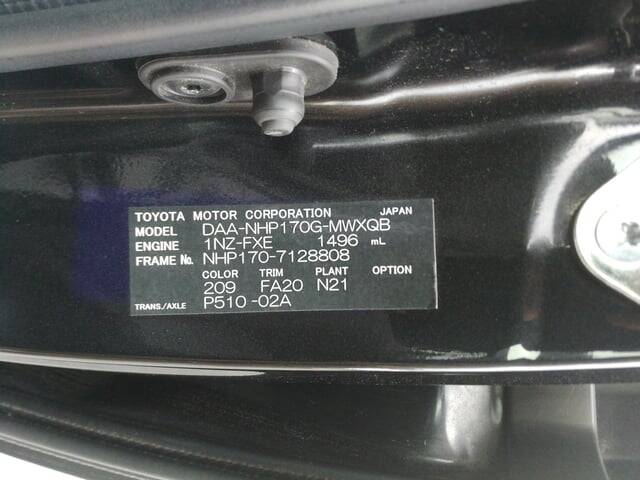 TOYOTA MOTOR CORPORATION JAPAN
MODEL DAA-NHP170G-MWXQB
ENGINE 1NZ-FXE 1496 mL
FRAME No. NHP170-7128808
COLOR TRIM PLANT OPTION
209 FA20 N21
TRANS./AXLE P510 -02A